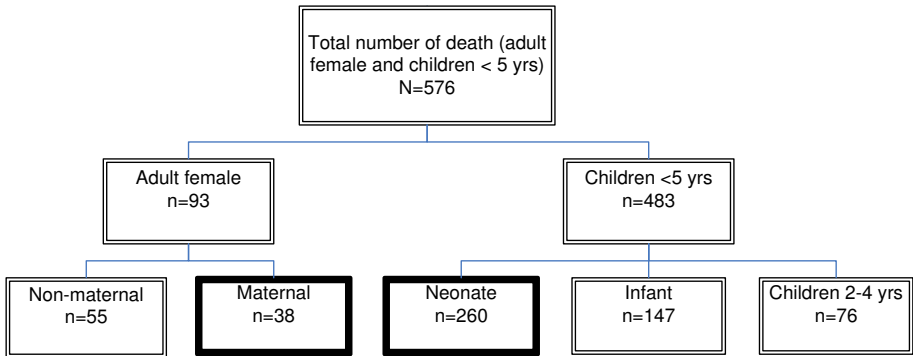 Total number of death (adult
female and children < 5 yrs)
N=576
Adult female
n=93
Children <5 yrs
n=483
Non-maternal
n=55
Maternal
n=38
Neonate
n=260
Infant
n=147
Children 2-4 yrs
n=76